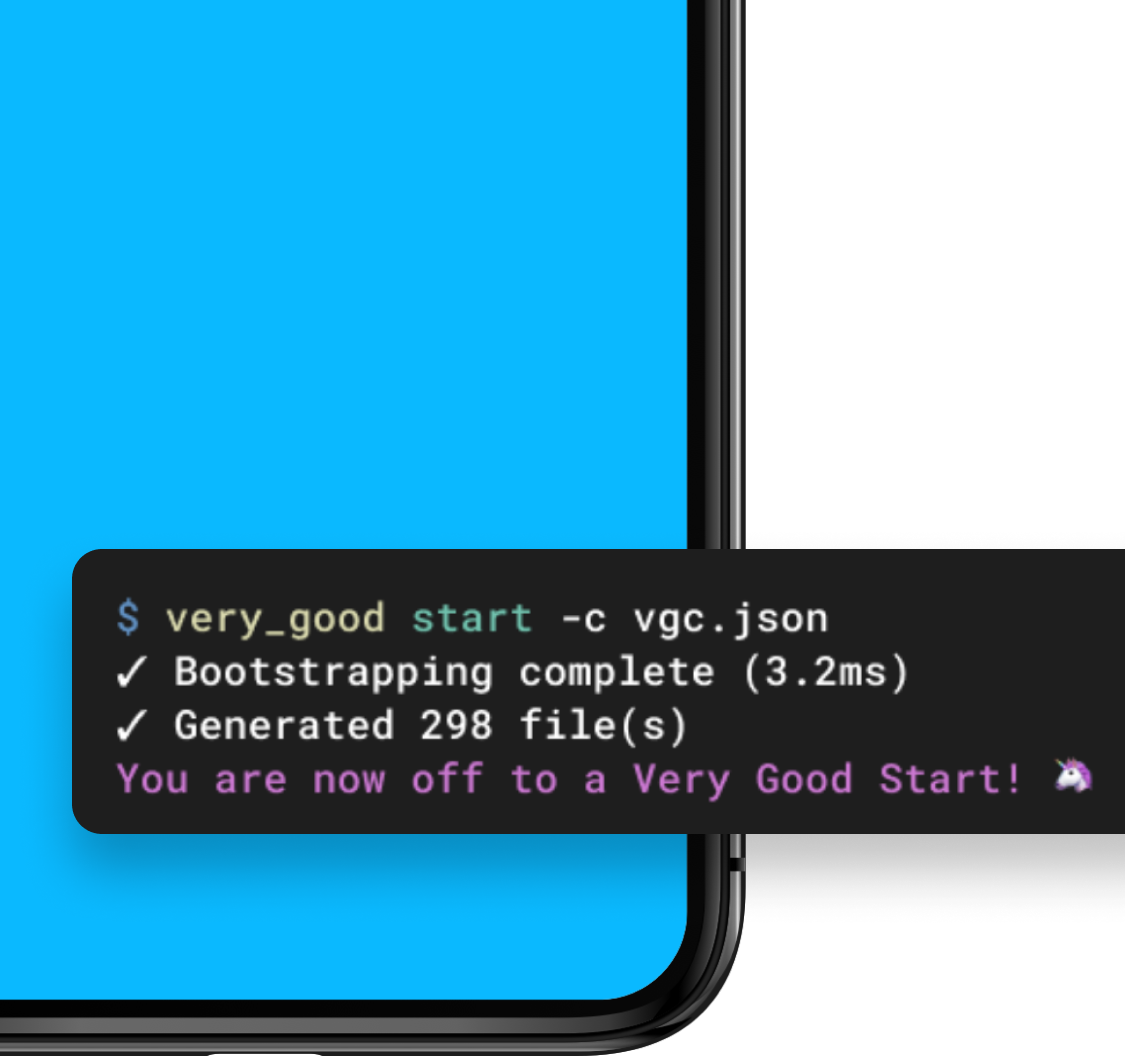 $ very_good start -c vgc.json
✓ Bootstrapping complete (3.2ms)
✓ Generated 298 file(s)
You are now off to a Very Good Start! 🦄